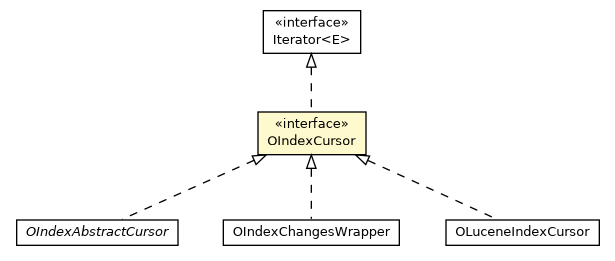 «interface»
Iterator<E>
«interface»
OIndexCursor
OIndexAbstractCursor
OIndexChangesWrapper
OLuceneIndexCursor